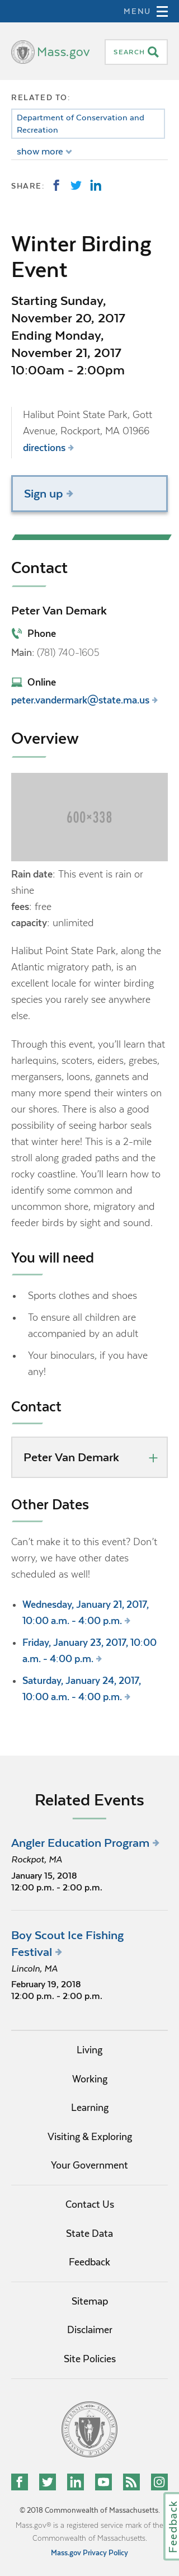 MENU
Mass.gov
SEARCH
RELATED TO:
Department of Conservation and
Recreation
show more
SHARE:
Winter Birding
Event
Starting Sunday,
November 20, 2017
Ending Monday,
November 21, 2017
10:00am - 2:00pm
Halibut Point State Park, Gott
Avenue, Rockport, MA 01966
directions
Sign up
Contact
Peter Van Demark
Phone
Main: (781) 740-1605
Online
peter.vandermark@state.ma.us
Overview
600×338
Rain date: This event is rain or
shine
fees: free
capacity: unlimited
Halibut Point State Park, along the
Atlantic migratory path, is an
excellent locale for winter birding
species you rarely see anywhere
else.
Through this event, you'll learn that
harlequins, scoters, eiders, grebes,
mergansers, loons, gannets and
many more spend their winters on
our shores. There is also a good
possibility of seeing harbor seals
that winter here! This is a 2-mile
stroll along graded paths and the
rocky coastline. You'll learn how to
identify some common and
uncommon shore, migratory and
feeder birds by sight and sound.
You will need
• Sports clothes and shoes
• To ensure all children are
accompanied by an adult
• Your binoculars, if you have
any!
Contact
Peter Van Demark
Other Dates
Can't make it to this event? Don't
worry, we have other dates
scheduled as well!
• Wednesday, January 21, 2017,
10:00 a.m. - 4:00 p.m.
• Friday, January 23, 2017, 10:00
a.m. - 4:00 p.m.
• Saturday, January 24, 2017,
10:00 a.m. - 4:00 p.m.
Related Events
Angler Education Program
Rockpot, MA
January 15, 2018
12:00 p.m. - 2:00 p.m.
Boy Scout Ice Fishing
Festival
Lincoln, MA
February 19, 2018
12:00 p.m. - 2:00 p.m.
Living
Working
Learning
Visiting & Exploring
Your Government
Contact Us
State Data
Feedback
Sitemap
Disclaimer
Site Policies
Feedback
© 2018 Commonwealth of Massachusetts.
Mass.gov® is a registered service mark of the
Commonwealth of Massachusetts.
Mass.gov Privacy Policy